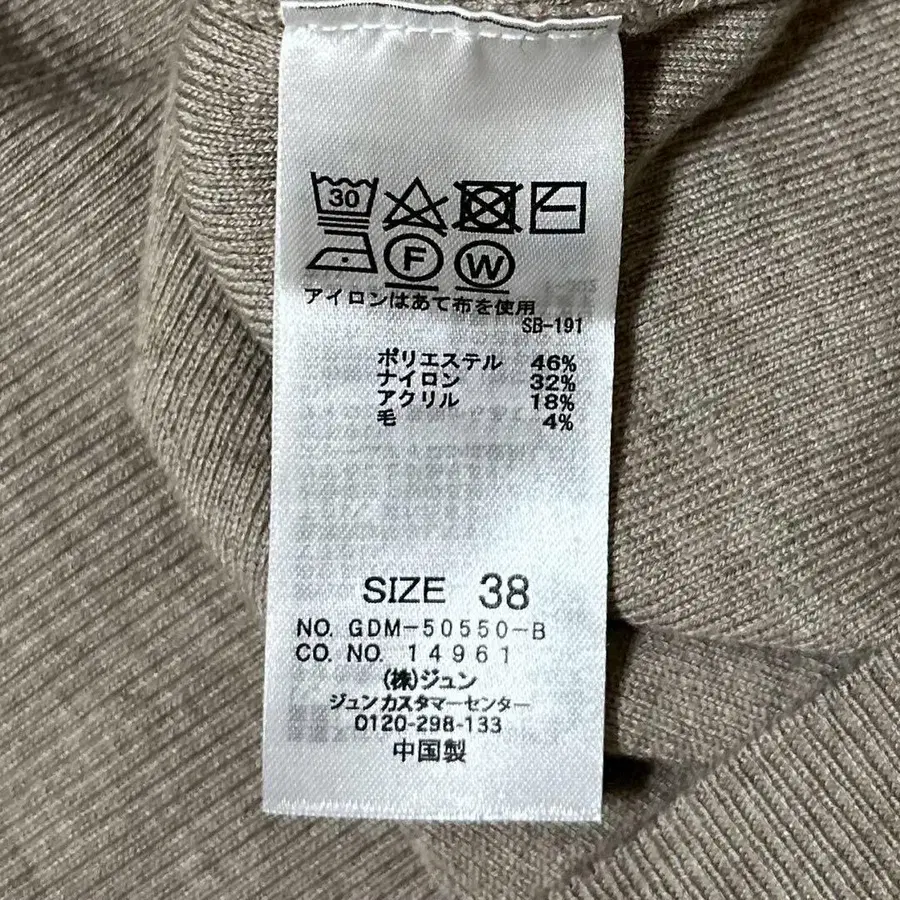 30
F W
アイロンはあて布を使用
SB-191
ポリエステル 46%
ナイロン 32%
アクリル 18%
毛 4%
SIZE 38
NO. GDM-50550-B
CO. NO. 14961
(株)ジュン
ジュンカスタマーセンター
0120-298-133
中国製